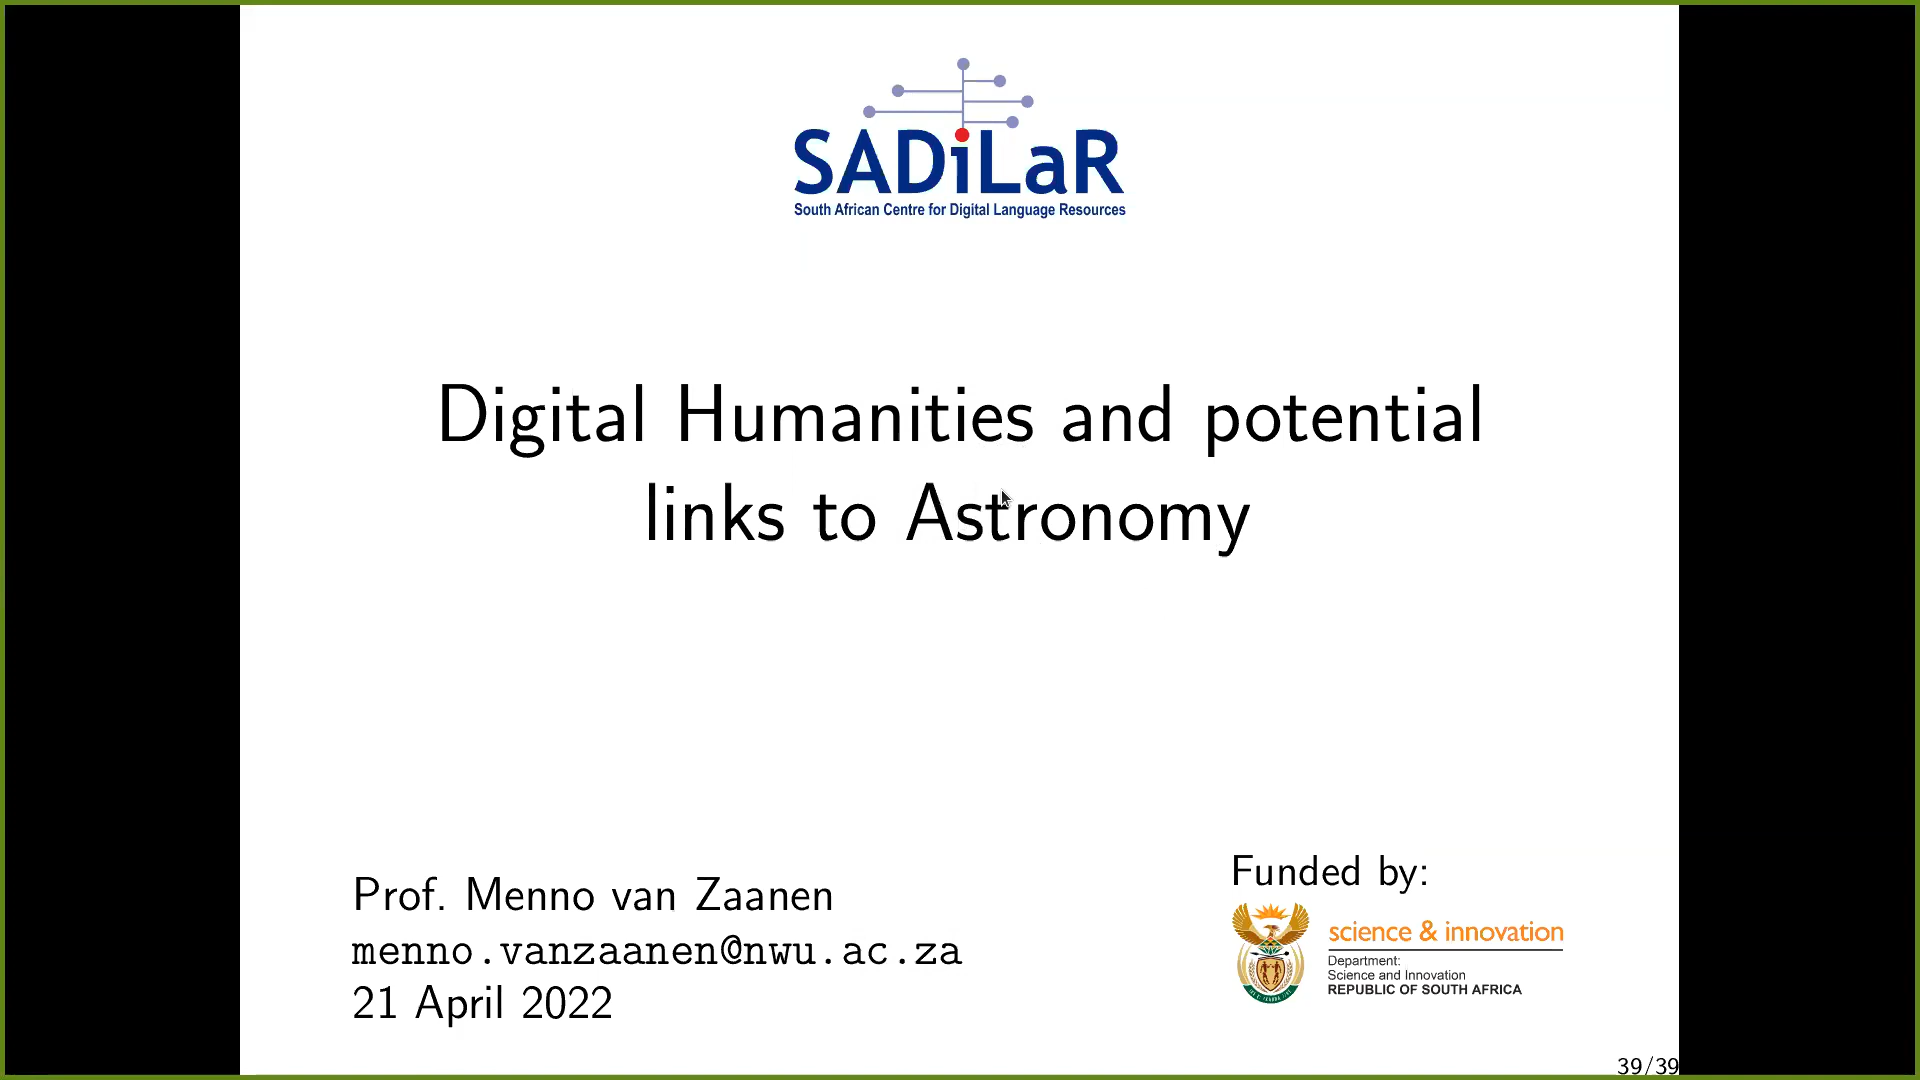 SADiLaR
South African Centre for Digital Language Resources
Digital Humanities and potential
links to Astronomy
Prof. Menno van Zaanen
menno.vanzaanen@nwu.ac.za
21 April 2022
Funded by:
science & innovation
Department:
Science and Innovation
REPUBLIC OF SOUTH AFRICA
39/39